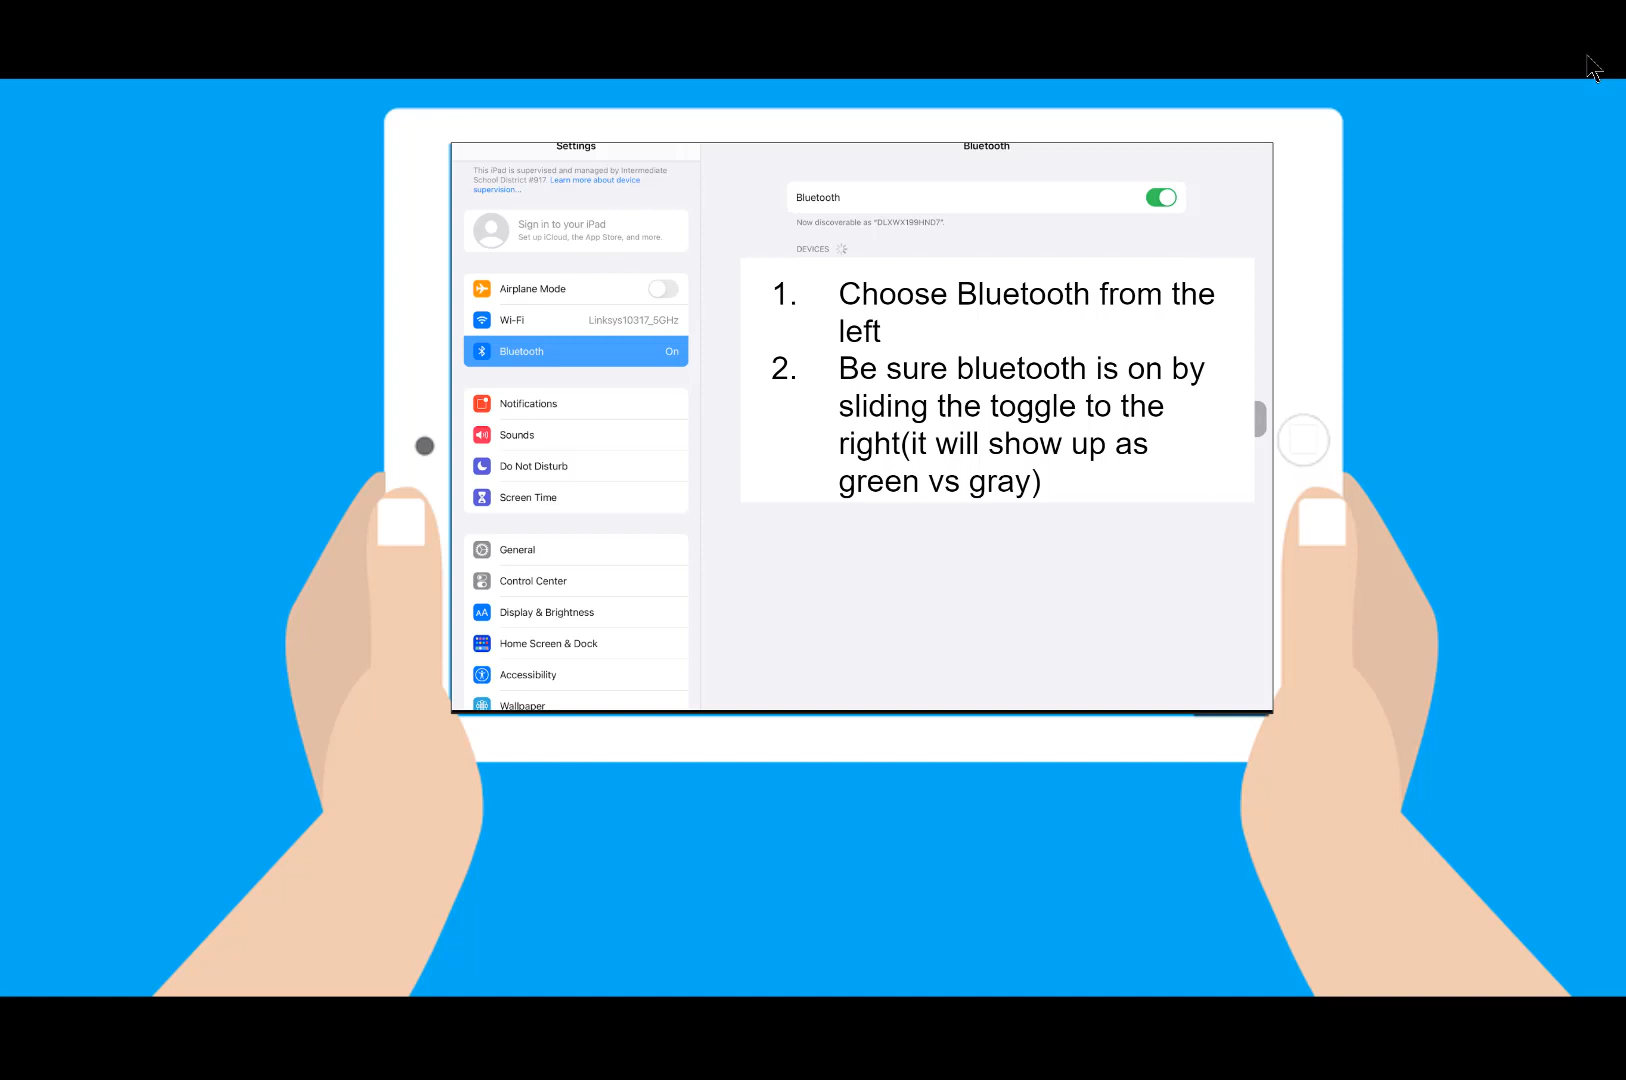 Settings
This iPad is supervised and managed by Intermediate
School District #917. Learn more about device
supervision...
Sign in to your iPad
Set up iCloud, the App Store, and more.
Airplane Mode
Wi-Fi Linksys10317_5GHz
Bluetooth On
Notifications
Sounds
Do Not Disturb
Screen Time
General
Control Center
AA Display & Brightness
Home Screen & Dock
Accessibility
Wallpaper
Bluetooth
Bluetooth
Now discoverable as "DLXWX199HND7".
DEVICES
1. Choose Bluetooth from the
left
2. Be sure bluetooth is on by
sliding the toggle to the
right(it will show up as
green vs gray)